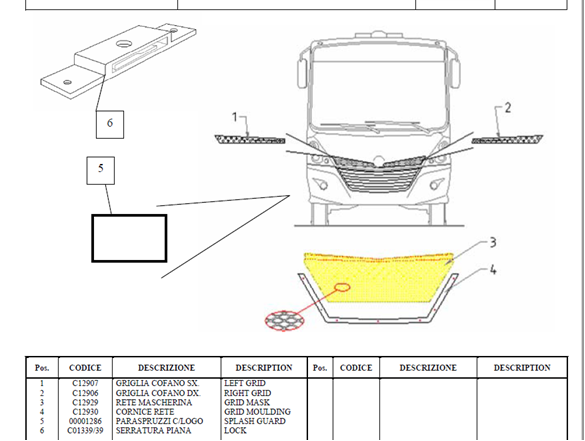 6
5
1
2
3
4
Pos. CODICE DESCRIZIONE DESCRIPTION Pos. CODICE DESCRIZIONE DESCRIPTION
1 C12907 GRIGLIA COFANO SX. LEFT GRID
2 C12906 GRIGLIA COFANO DX. RIGHT GRID
3 C12929 RETE MASCHERINA GRID MASK
4 C12930 CORNICE RETE GRID MOULDING
5 00001286 PARASPRUZZI C/LOGO SPLASH GUARD
6 C01339/39 SERRATURA PIANA LOCK